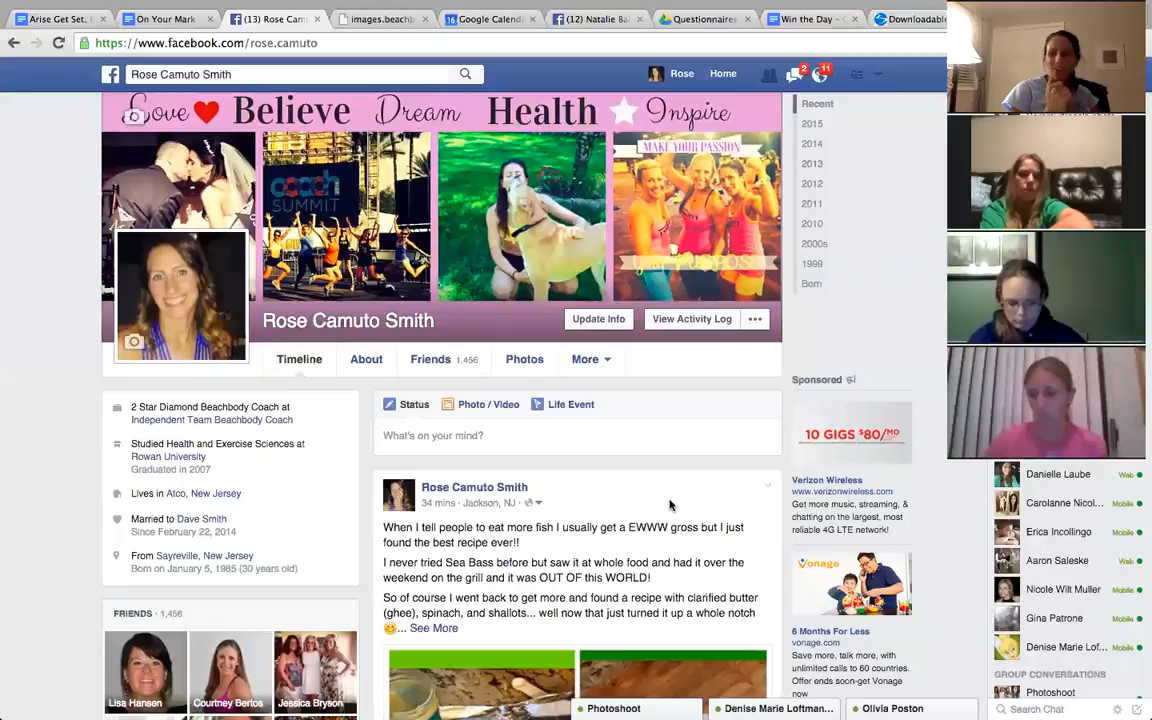 Arise Get Set,
On Your Mark
(13) Rose Cam
images.beach
Google Calend
(12) Natalie Ba
Questionnaires
Win the Day -
Downloadable
https://www.facebook.com/rose.camuto
Rose Camuto Smith
Rose
Home
2
11
Love Believe Dream Health Inspire
COACH
SUMMIT
MAKE YOUR PASSION
Rose Camuto Smith
Update Info
View Activity Log
Timeline
About
Friends 1,456
Photos
More
Recent
2015
2014
2013
2012
2011
2010
2000s
1999
Born
2 Star Diamond Beachbody Coach at
Independent Team Beachbody Coach
Studied Health and Exercise Sciences at
Rowan University
Graduated in 2007
Lives in Atco, New Jersey
Married to Dave Smith
Since February 22, 2014
From Sayreville, New Jersey
Born on January 5, 1985 (30 years old)
FRIENDS · 1,456
Lisa Hansen
Courtney Bertos
Jessica Bryson
Status
Photo / Video
Life Event
What's on your mind?
Rose Camuto Smith
34 mins · Jackson, NJ ·
When I tell people to eat more fish I usually get a EWWW gross but I just
found the best recipe ever!!
I never tried Sea Bass before but saw it at whole food and had it over the
weekend on the grill and it was OUT OF this WORLD!
So of course I went back to get more and found a recipe with clarified butter
(ghee), spinach, and shallots... well now that just turned it up a whole notch
... See More
Sponsored
10 GIGS $80/MO
Verizon Wireless
www.verizonwireless.com
Get more music, streaming,
& chatting on the largest, most
reliable 4G LTE network!
Vonage
6 Months For Less
vonage.com
Save more, talk more, with
unlimited calls to 60 countries.
Offer ends soon-get Vonage
now
Danielle Laube
Web
Carolanne Nicol...
Mobile
Erica Incollingo
Mobile
Aaron Saleske
Web
Nicole Wilt Muller
Mobile
Gina Patrone
Mobile
Denise Marie Lof...
Mobile
GROUP CONVERSATIONS
Photoshoot
Search Chat
Photoshoot
Denise Marie Loftman...
Olivia Poston